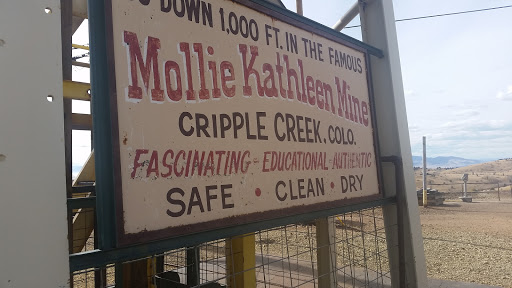 DOWN 1,000 FT. IN THE FAMOUS
Mollie Kathleen Mine
CRIPPLE CREEK, COLO.
FASCINATING - EDUCATIONAL - AUTHENTIC
SAFE • CLEAN • DRY